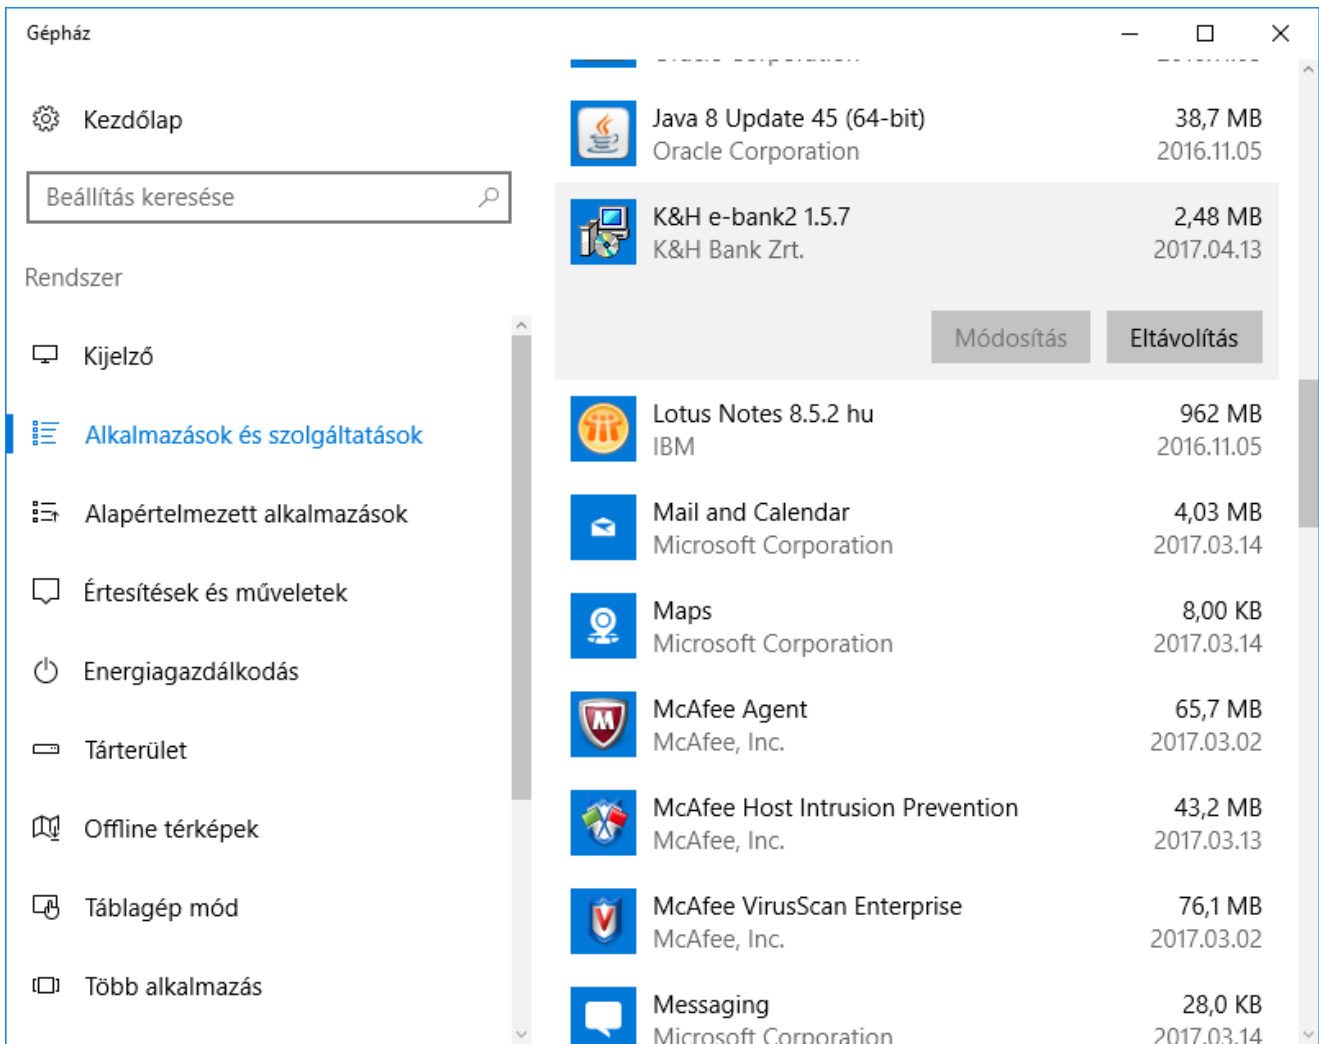 Gépház
Kezdőlap
Beállítás keresése
Rendszer
Kijelző
Alkalmazások és szolgáltatások
Alapértelmezett alkalmazások
Értesítések és műveletek
Energiagazdálkodás
Tárterület
Offline térképek
Táblagép mód
Több alkalmazás
Oracle Corporation
Java 8 Update 45 (64-bit) 38,7 MB
Oracle Corporation 2016.11.05
K&H e-bank2 1.5.7 2,48 MB
K&H Bank Zrt. 2017.04.13
Módosítás Eltávolítás
Lotus Notes 8.5.2 hu 962 MB
IBM 2016.11.05
Mail and Calendar 4,03 MB
Microsoft Corporation 2017.03.14
Maps 8,00 KB
Microsoft Corporation 2017.03.14
McAfee Agent 65,7 MB
McAfee, Inc. 2017.03.02
McAfee Host Intrusion Prevention 43,2 MB
McAfee, Inc. 2017.03.13
McAfee VirusScan Enterprise 76,1 MB
McAfee, Inc. 2017.03.02
Messaging 28,0 KB
Microsoft Corporation 2017.03.14